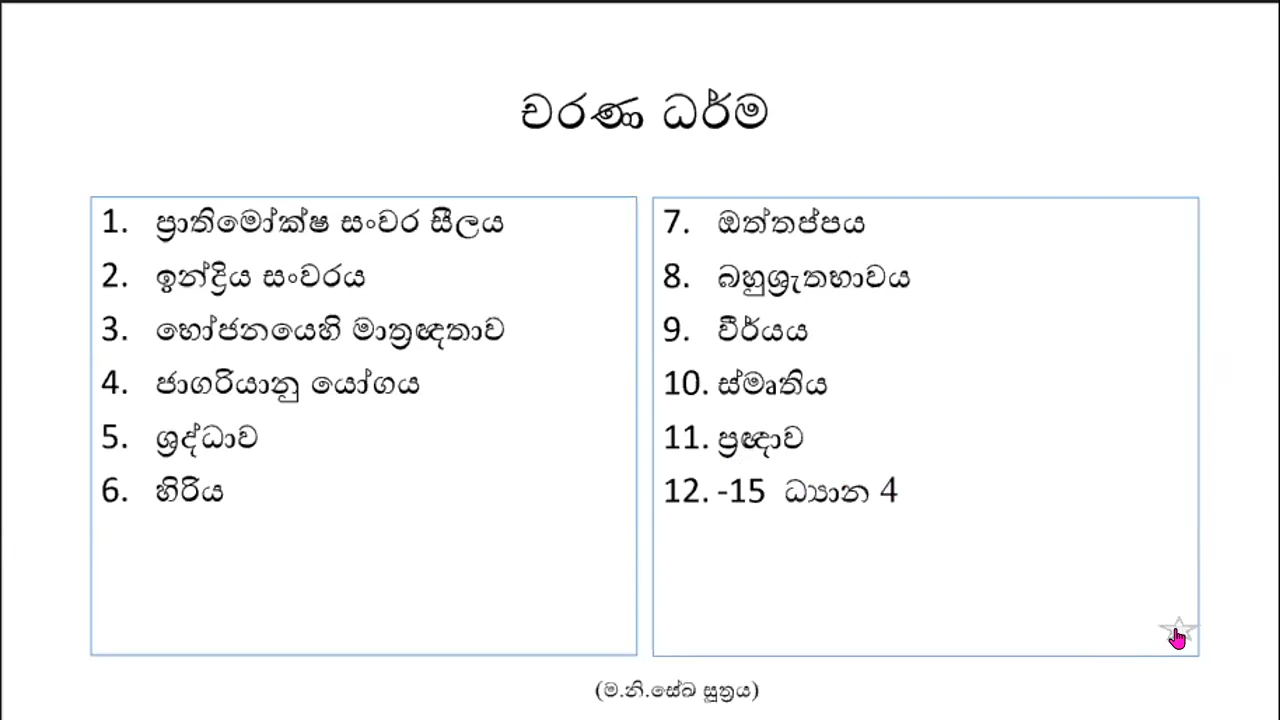 චරණ ධර්ම
1. ප්‍රාතිමෝක්ෂ සංවර සීලය
2. ඉන්ද්‍රිය සංවරය
3. භෝජනයෙහි මාත්‍රඥතාව
4. ජාගරියානු යෝගය
5. ශ්‍රද්ධාව
6. හිරිය
7. ඔත්තප්පය
8. බහුශ්‍රැතභාවය
9. වීර්යය
10. ස්මෘතිය
11. ප්‍රඥාව
12. -15 ධ්‍යාන 4
(ම.නි.සේඛ සූත්‍රය)